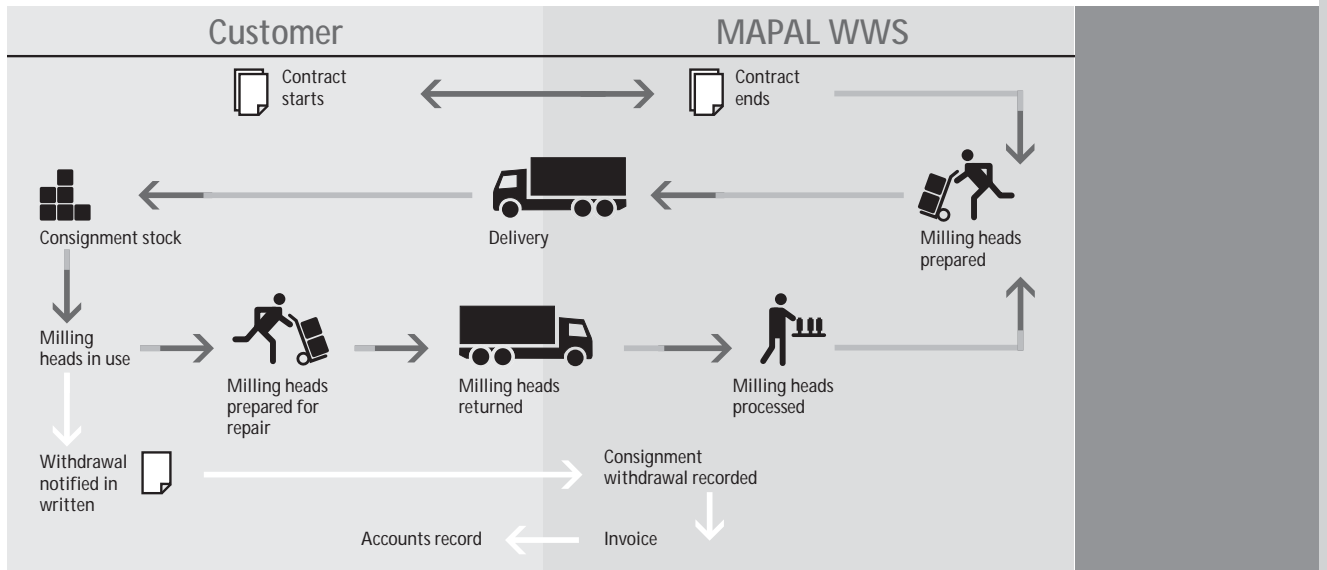 Customer
MAPAL WWS
Contract
starts
Contract
ends
Consignment stock
Delivery
Milling heads
prepared
Milling
heads in use
Milling heads
prepared for
repair
Milling heads
returned
Milling heads
processed
Withdrawal
notified in
written
Consignment
withdrawal recorded
Accounts record
Invoice